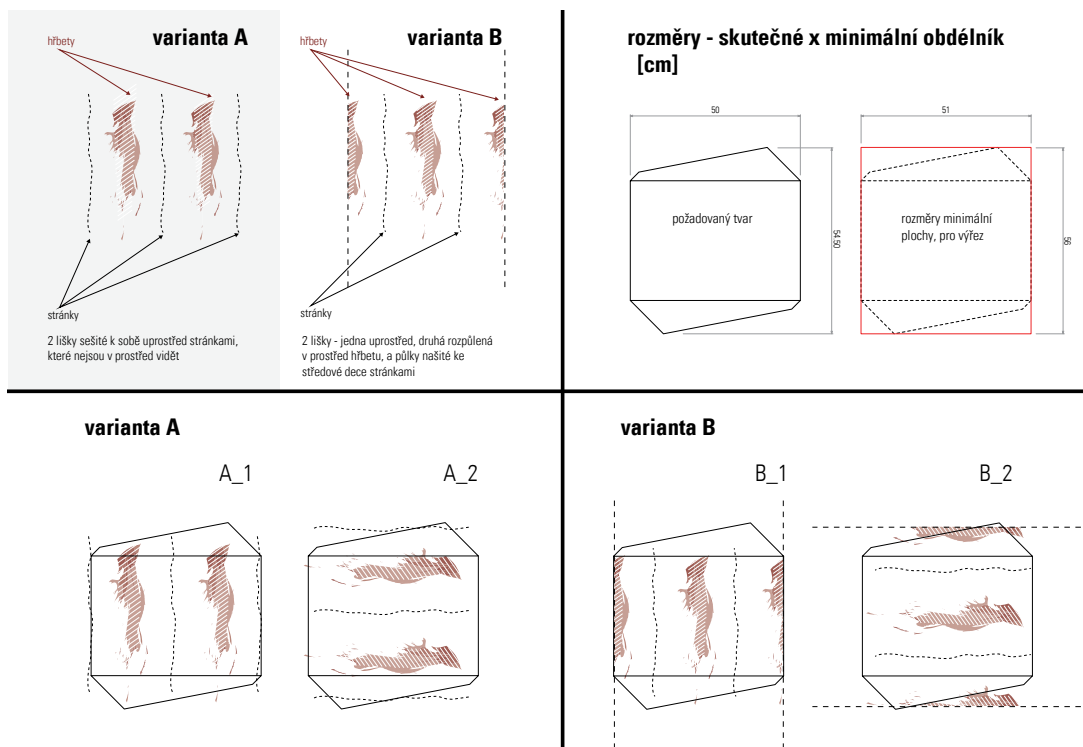 varianta A
hřbety
stránky
2 lišky sešité k sobě uprostřed stránkami,
které nejsou v prostřed vidět
varianta B
hřbety
stránky
2 lišky - jedna uprostřed, druhá rozpůlená
v prostřed hřbetu, a půlky našité ke
středové dece stránkami
rozměry - skutečné x minimální obdélník
[cm]
50
51
požadovaný tvar
54.50
rozměry minimální
plochy, pro výřez
56
varianta A
A_1
A_2
varianta B
B_1
B_2